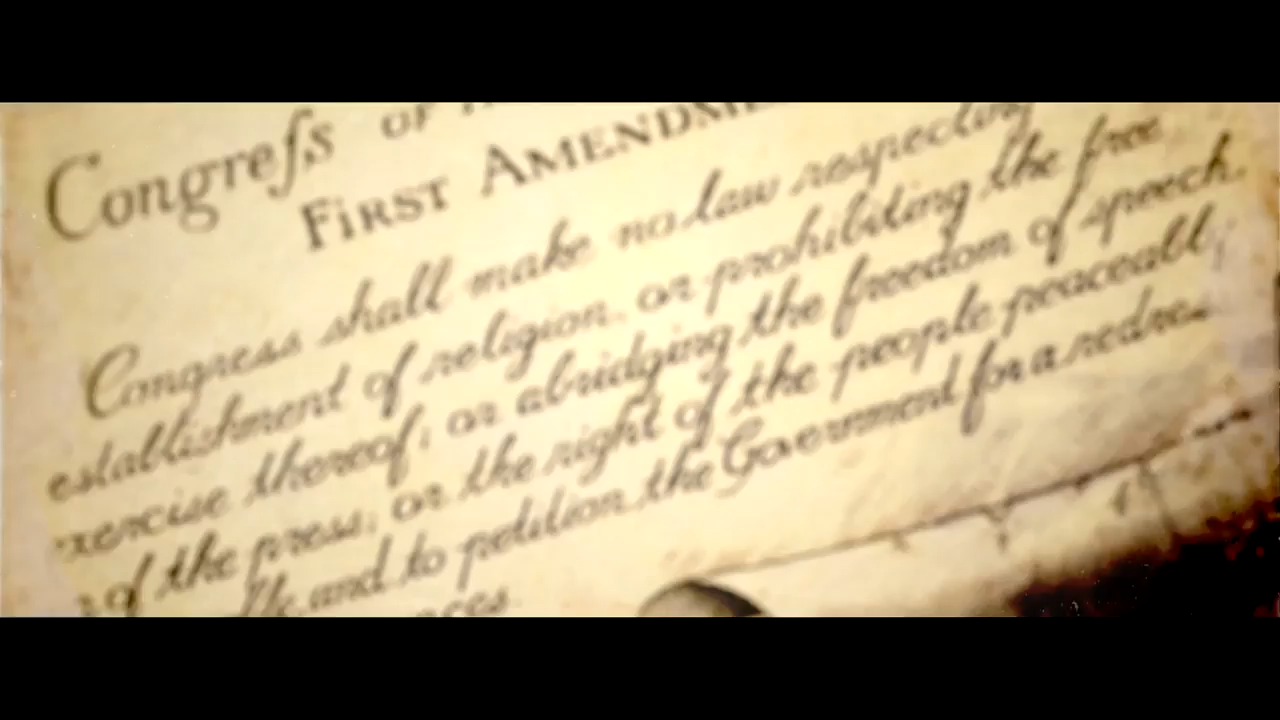 Congreſs OF
FIRST AMENDME
Congress shall make no law respecting
establishment of religion, or prohibiting the free
xercise thereof; or abridging the freedom of speech,
of the press; or the right of the people peaceabl
and to petition the Government for a redre
nces